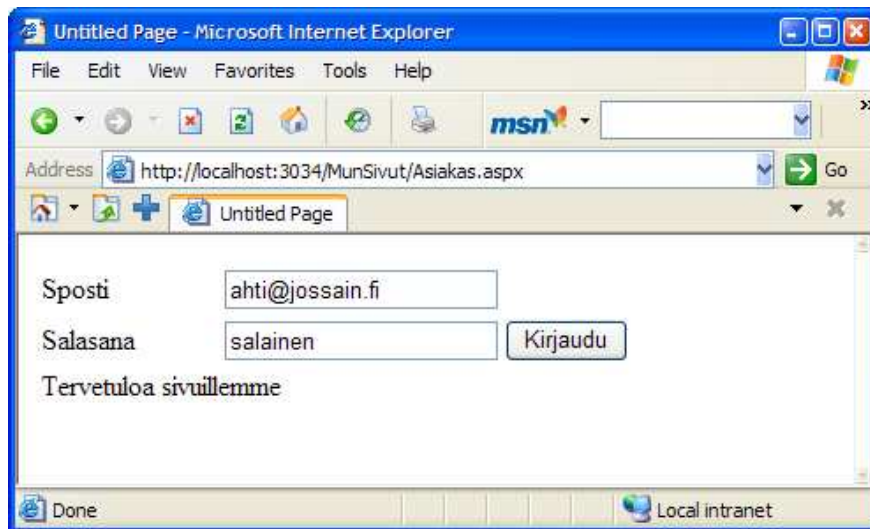 Untitled Page - Microsoft Internet Explorer
File Edit View Favorites Tools Help
msn
»
Address http://localhost:3034/MunSivut/Asiakas.aspx Go
Untitled Page
Sposti ahti@jossain.fi
Salasana salainen Kirjaudu
Tervetuloa sivuillemme
Done Local intranet